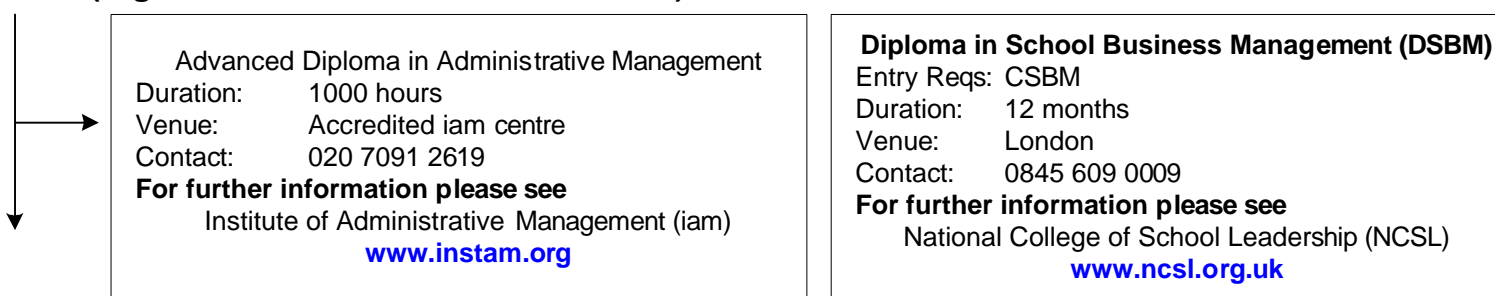 Advanced Diploma in Administrative Management
Duration: 1000 hours
Venue: Accredited iam centre
Contact: 020 7091 2619
For further information please see
Institute of Administrative Management (iam)
www.instam.org
Diploma in School Business Management (DSBM)
Entry Reqs: CSBM
Duration: 12 months
Venue: London
Contact: 0845 609 0009
For further information please see
National College of School Leadership (NCSL)
www.ncsl.org.uk